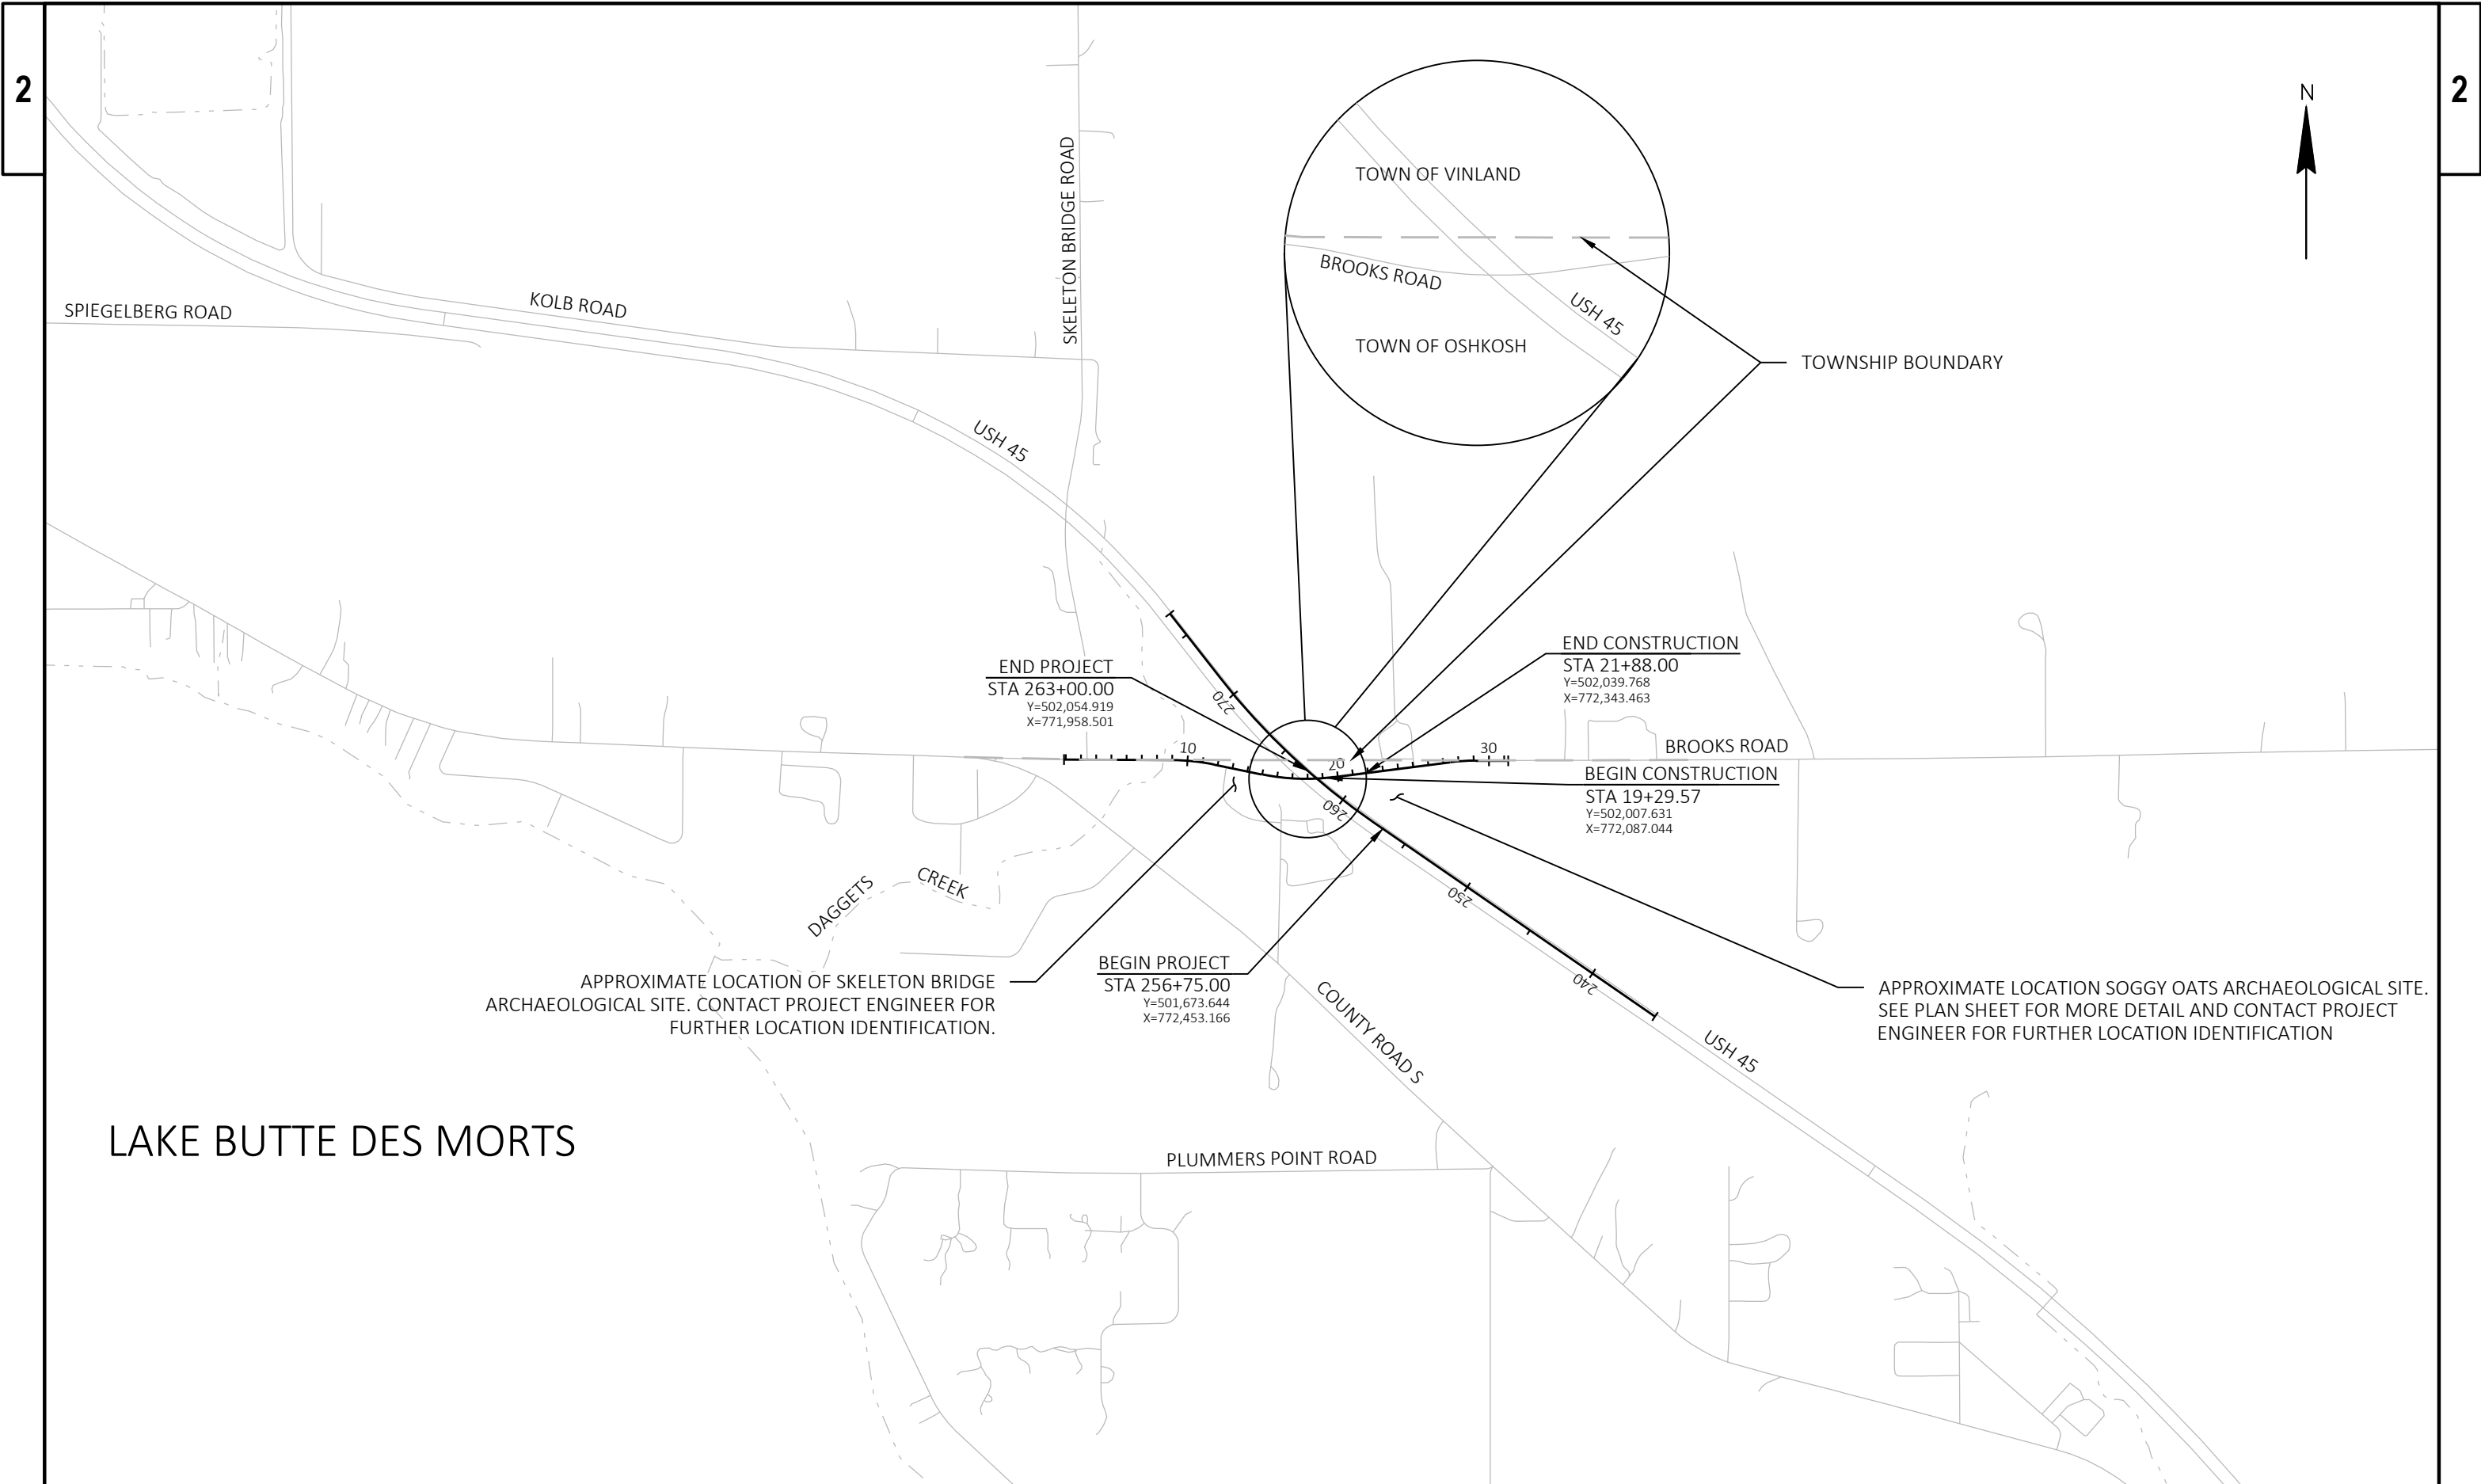 2
2
N
SKELETON BRIDGE ROAD
TOWN OF VINLAND
BROOKS ROAD
USH 45
TOWN OF OSHKOSH
TOWNSHIP BOUNDARY
SPIEGELBERG ROAD
KOLB ROAD
USH 45
END PROJECT
STA 263+00.00
Y=502,054.919
X=771,958.501
END CONSTRUCTION
STA 21+88.00
Y=502,039.768
X=772,343.463
270
10
20
30
BROOKS ROAD
BEGIN CONSTRUCTION
STA 19+29.57
Y=502,007.631
X=772,087.044
260
250
240
DAGGETS
CREEK
BEGIN PROJECT
STA 256+75.00
Y=501,673.644
X=772,453.166
APPROXIMATE LOCATION OF SKELETON BRIDGE
ARCHAEOLOGICAL SITE. CONTACT PROJECT ENGINEER FOR
FURTHER LOCATION IDENTIFICATION.
COUNTY ROAD S
APPROXIMATE LOCATION SOGGY OATS ARCHAEOLOGICAL SITE.
SEE PLAN SHEET FOR MORE DETAIL AND CONTACT PROJECT
ENGINEER FOR FURTHER LOCATION IDENTIFICATION
USH 45
LAKE BUTTE DES MORTS
PLUMMERS POINT ROAD